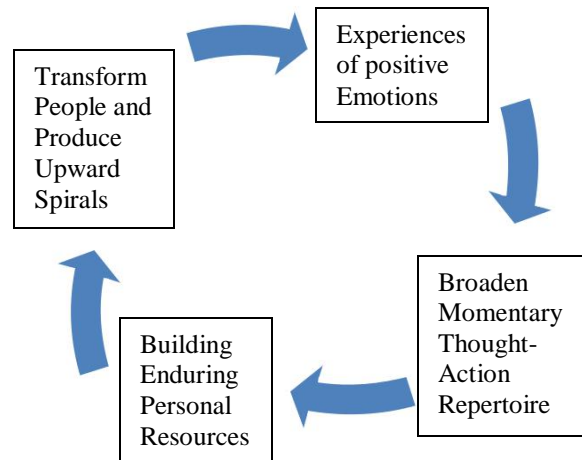 Experiences
of positive
Emotions
Broaden
Momentary
Thought-
Action
Repertoire
Building
Enduring
Personal
Resources
Transform
People and
Produce
Upward
Spirals